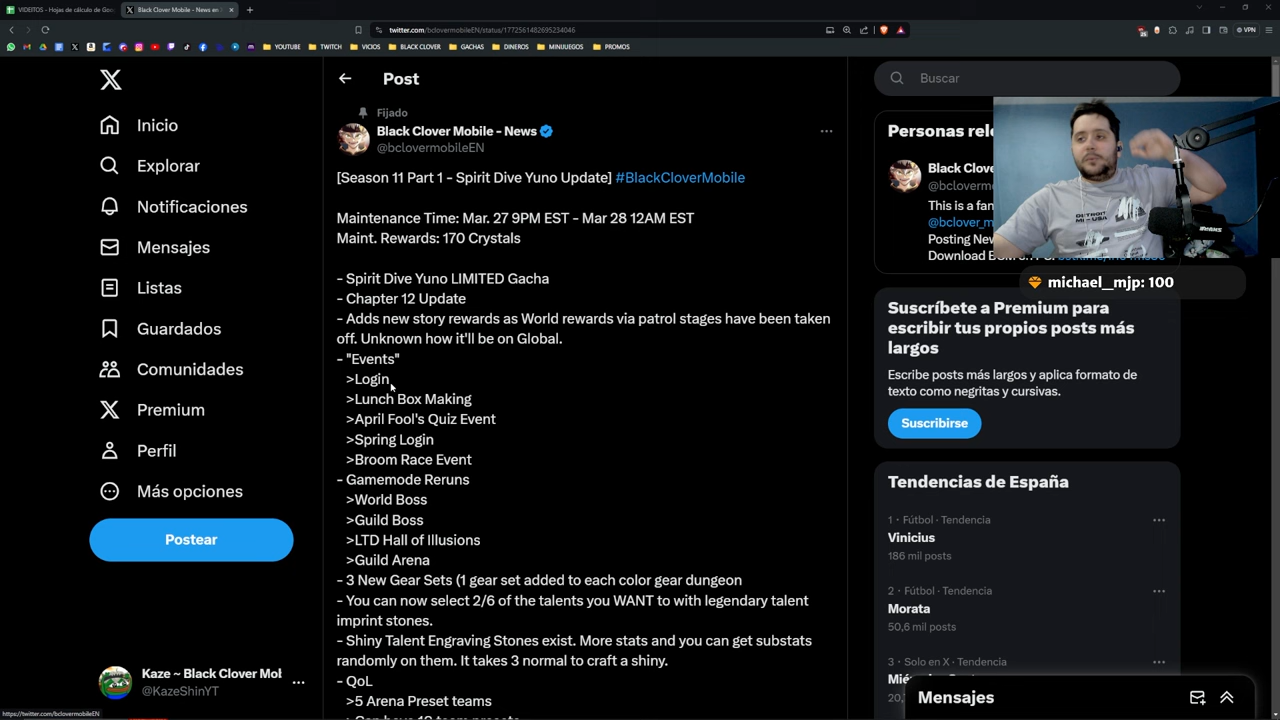 VIDEITOS - Hojas de cálculo de Goo
Black Clover Mobile - News en
twitter.com/bclovermobileEN/status/1772561482695234046
VPN
YOUTUBE
TWITCH
VICIOS
BLACK CLOVER
GACHAS
DINEROS
MINIJUEGOS
PROMOS
Inicio
Explorar
Notificaciones
Mensajes
Listas
Guardados
Comunidades
Premium
Perfil
Más opciones
Postear
Kaze ~ Black Clover Mol
@KazeShinYT
https://twitter.com/bclovermobileEN
Post
Fijado
Black Clover Mobile - News
@bclovermobileEN
[Season 11 Part 1 - Spirit Dive Yuno Update] #BlackCloverMobile
Maintenance Time: Mar. 27 9PM EST - Mar 28 12AM EST
Maint. Rewards: 170 Crystals
- Spirit Dive Yuno LIMITED Gacha
- Chapter 12 Update
- Adds new story rewards as World rewards via patrol stages have been taken
off. Unknown how it'll be on Global.
- "Events"
>Login
>Lunch Box Making
>April Fool's Quiz Event
>Spring Login
>Broom Race Event
- Gamemode Reruns
>World Boss
>Guild Boss
>LTD Hall of Illusions
>Guild Arena
- 3 New Gear Sets (1 gear set added to each color gear dungeon
- You can now select 2/6 of the talents you WANT to with legendary talent
imprint stones.
- Shiny Talent Engraving Stones exist. More stats and you can get substats
randomly on them. It takes 3 normal to craft a shiny.
- QoL
>5 Arena Preset teams
Buscar
Personas rel
Black Clove
@bcloverm
This is a fan
@bclover_m
Posting New
michael__mjp: 100
Suscríbete a Premium para
escribir tus propios posts más
largos
Escribe posts más largos y aplica formato de
texto como negritas y cursivas.
Suscribirse
Tendencias de España
1 · Fútbol · Tendencia
Vinicius
186 mil posts
2 · Fútbol · Tendencia
Morata
50,6 mil posts
3 · Solo en X · Tendencia
Mensajes